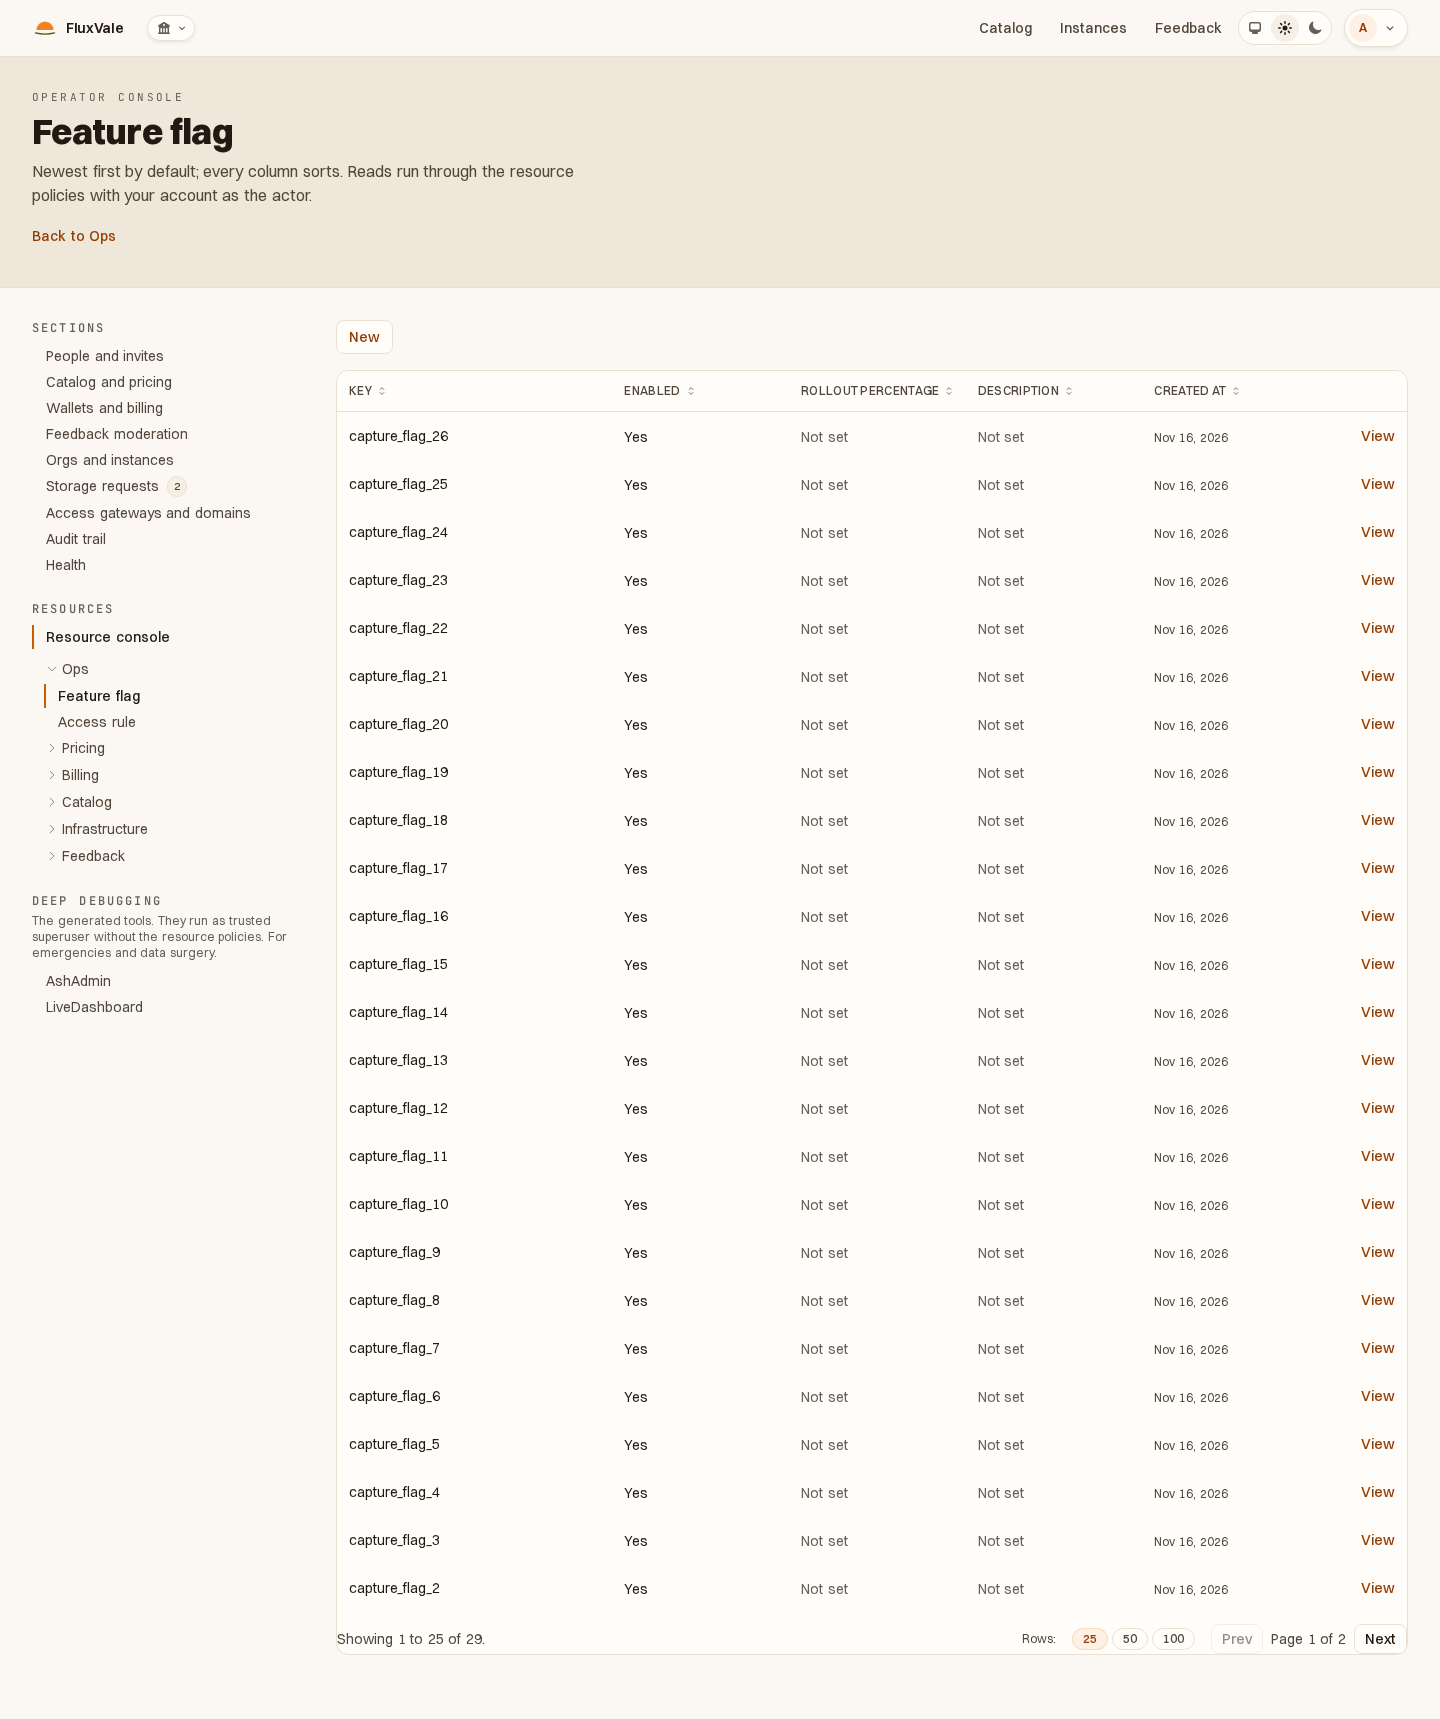 FluxVale
Catalog Instances Feedback A
OPERATOR CONSOLE
Feature flag
Newest first by default; every column sorts. Reads run through the resource
policies with your account as the actor.
Back to Ops
SECTIONS
People and invites
Catalog and pricing
Wallets and billing
Feedback moderation
Orgs and instances
Storage requests 2
Access gateways and domains
Audit trail
Health
RESOURCES
Resource console
Ops
Feature flag
Access rule
Pricing
Billing
Catalog
Infrastructure
Feedback
DEEP DEBUGGING
The generated tools. They run as trusted
superuser without the resource policies. For
emergencies and data surgery.
AshAdmin
LiveDashboard
New
KEY ENABLED ROLLOUT PERCENTAGE DESCRIPTION CREATED AT
capture_flag_26 Yes Not set Not set Nov 16, 2026 View
capture_flag_25 Yes Not set Not set Nov 16, 2026 View
capture_flag_24 Yes Not set Not set Nov 16, 2026 View
capture_flag_23 Yes Not set Not set Nov 16, 2026 View
capture_flag_22 Yes Not set Not set Nov 16, 2026 View
capture_flag_21 Yes Not set Not set Nov 16, 2026 View
capture_flag_20 Yes Not set Not set Nov 16, 2026 View
capture_flag_19 Yes Not set Not set Nov 16, 2026 View
capture_flag_18 Yes Not set Not set Nov 16, 2026 View
capture_flag_17 Yes Not set Not set Nov 16, 2026 View
capture_flag_16 Yes Not set Not set Nov 16, 2026 View
capture_flag_15 Yes Not set Not set Nov 16, 2026 View
capture_flag_14 Yes Not set Not set Nov 16, 2026 View
capture_flag_13 Yes Not set Not set Nov 16, 2026 View
capture_flag_12 Yes Not set Not set Nov 16, 2026 View
capture_flag_11 Yes Not set Not set Nov 16, 2026 View
capture_flag_10 Yes Not set Not set Nov 16, 2026 View
capture_flag_9 Yes Not set Not set Nov 16, 2026 View
capture_flag_8 Yes Not set Not set Nov 16, 2026 View
capture_flag_7 Yes Not set Not set Nov 16, 2026 View
capture_flag_6 Yes Not set Not set Nov 16, 2026 View
capture_flag_5 Yes Not set Not set Nov 16, 2026 View
capture_flag_4 Yes Not set Not set Nov 16, 2026 View
capture_flag_3 Yes Not set Not set Nov 16, 2026 View
capture_flag_2 Yes Not set Not set Nov 16, 2026 View
Showing 1 to 25 of 29. Rows: 25 50 100 Prev Page 1 of 2 Next